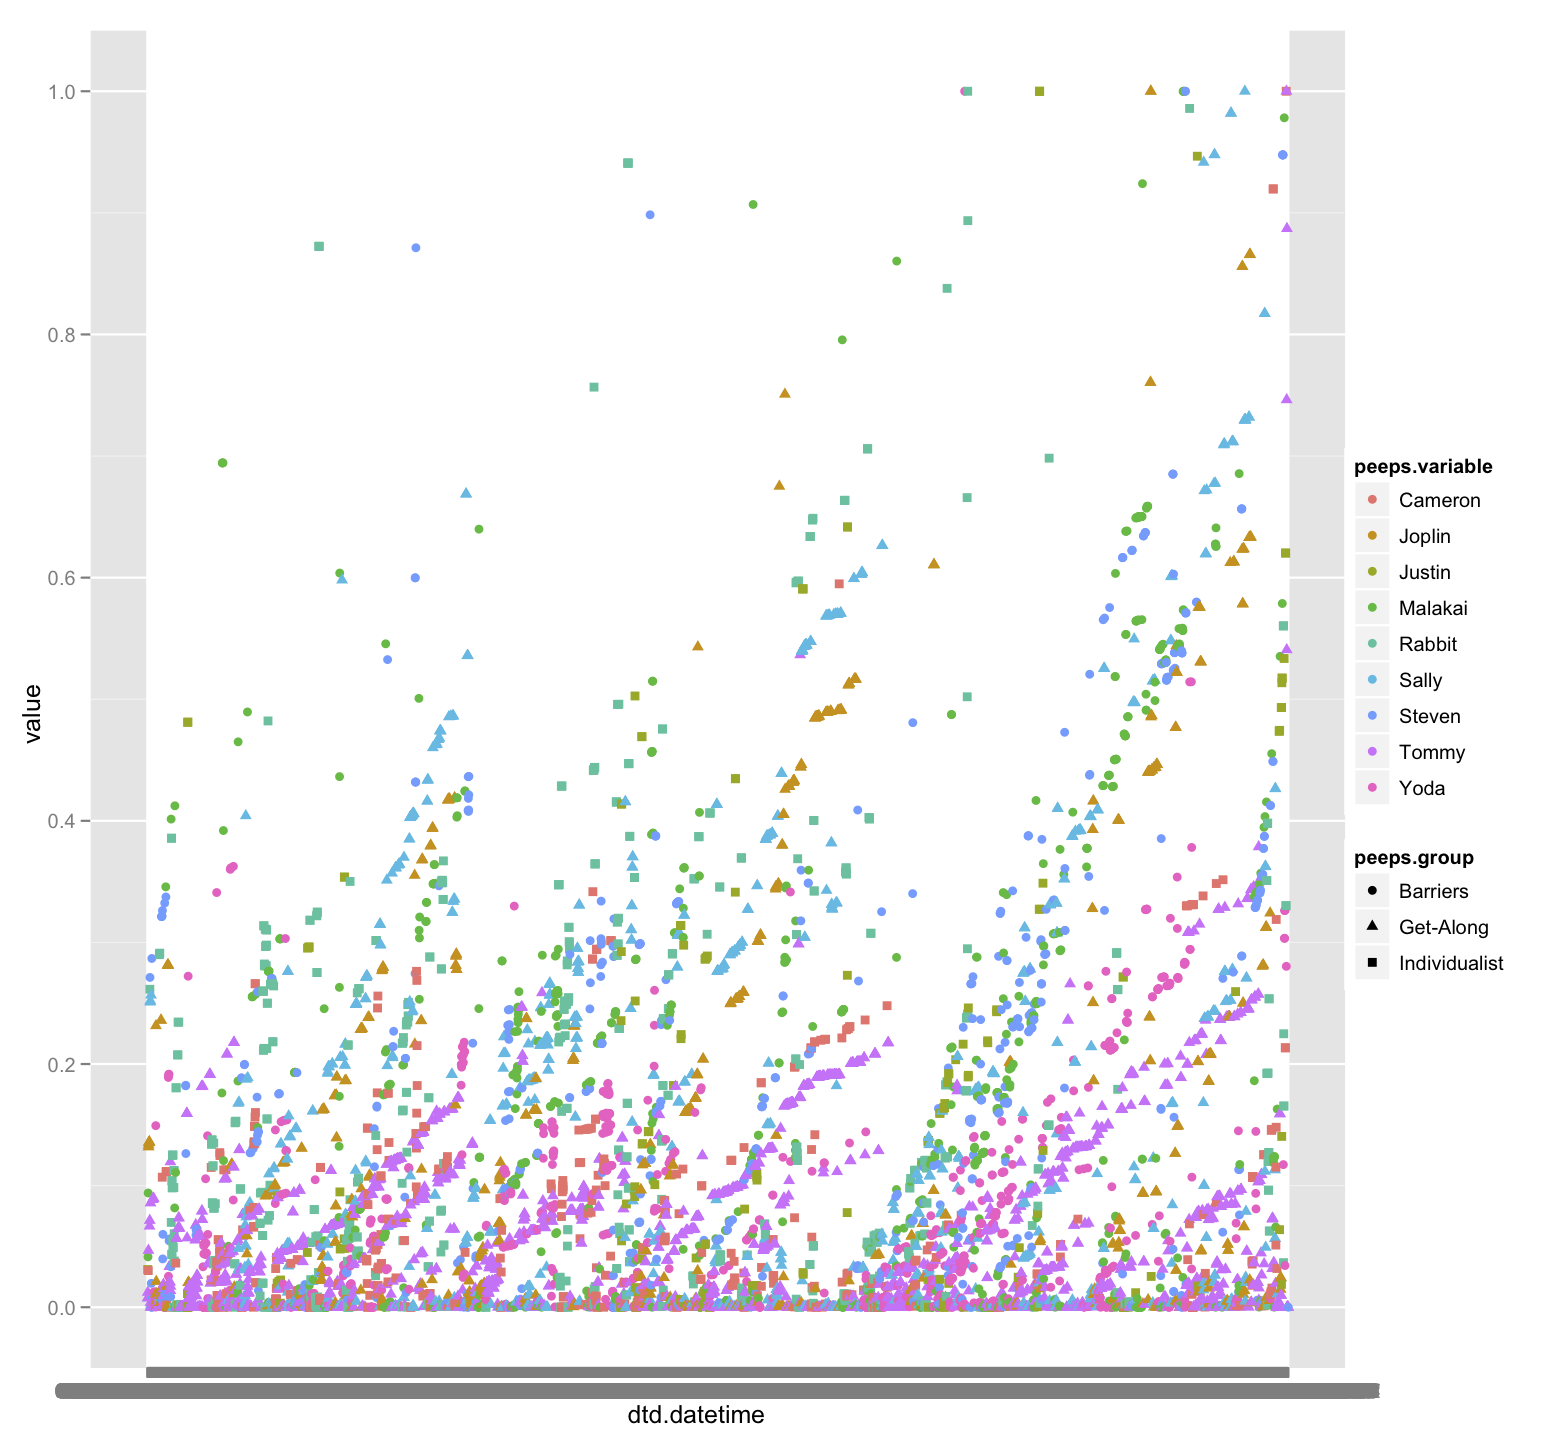 1.0
0.8
0.6
0.4
0.2
0.0
value
dtd.datetime
peeps.variable
Cameron
Joplin
Justin
Malakai
Rabbit
Sally
Steven
Tommy
Yoda
peeps.group
Barriers
Get-Along
Individualist